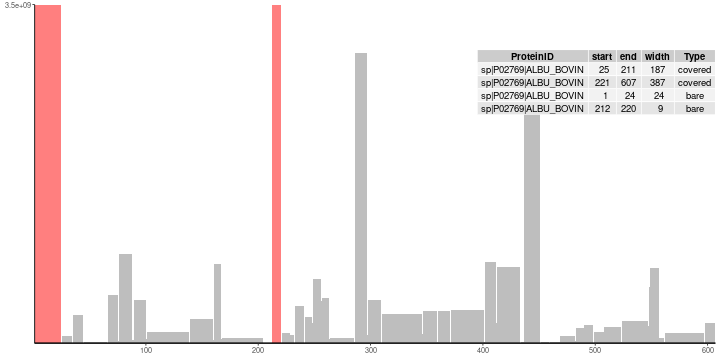 3.5e+09
ProteinID start end width Type
sp|P02769|ALBU_BOVIN 25 211 187 covered
sp|P02769|ALBU_BOVIN 221 607 387 covered
sp|P02769|ALBU_BOVIN 1 24 24 bare
sp|P02769|ALBU_BOVIN 212 220 9 bare
100 200 300 400 500 600